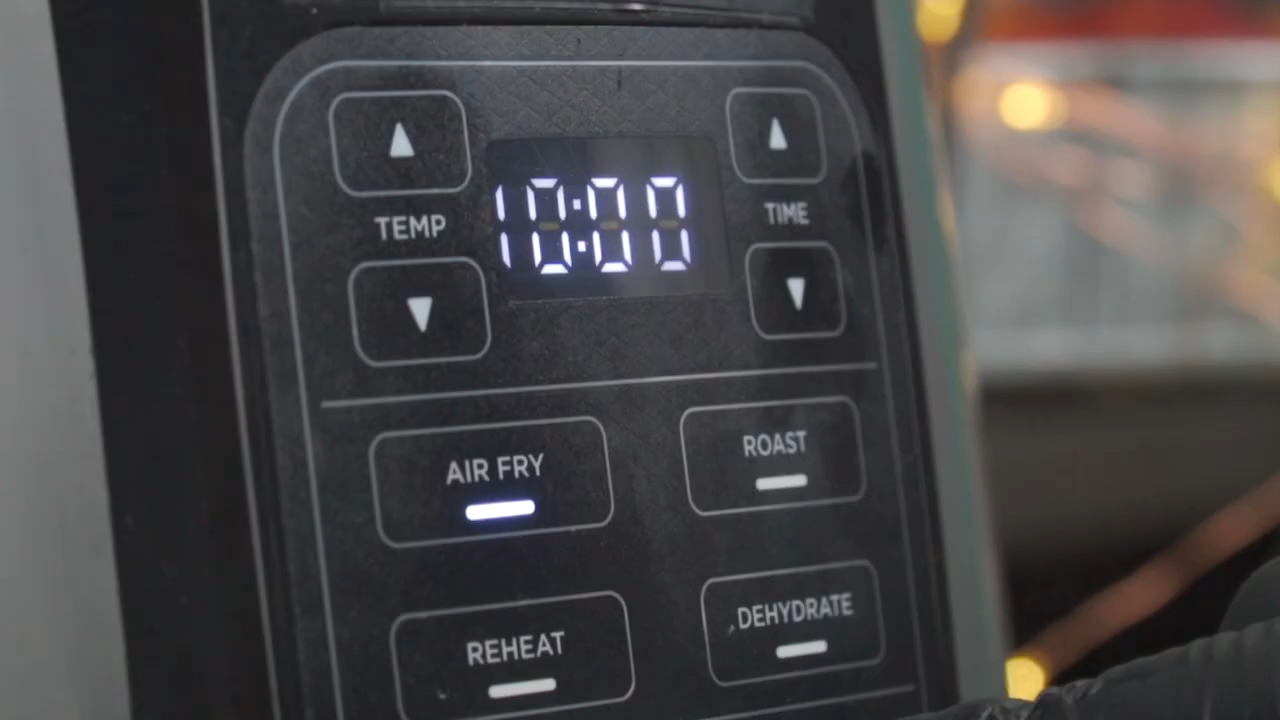 TEMP
10:00
TIME
AIR FRY
ROAST
REHEAT
DEHYDRATE